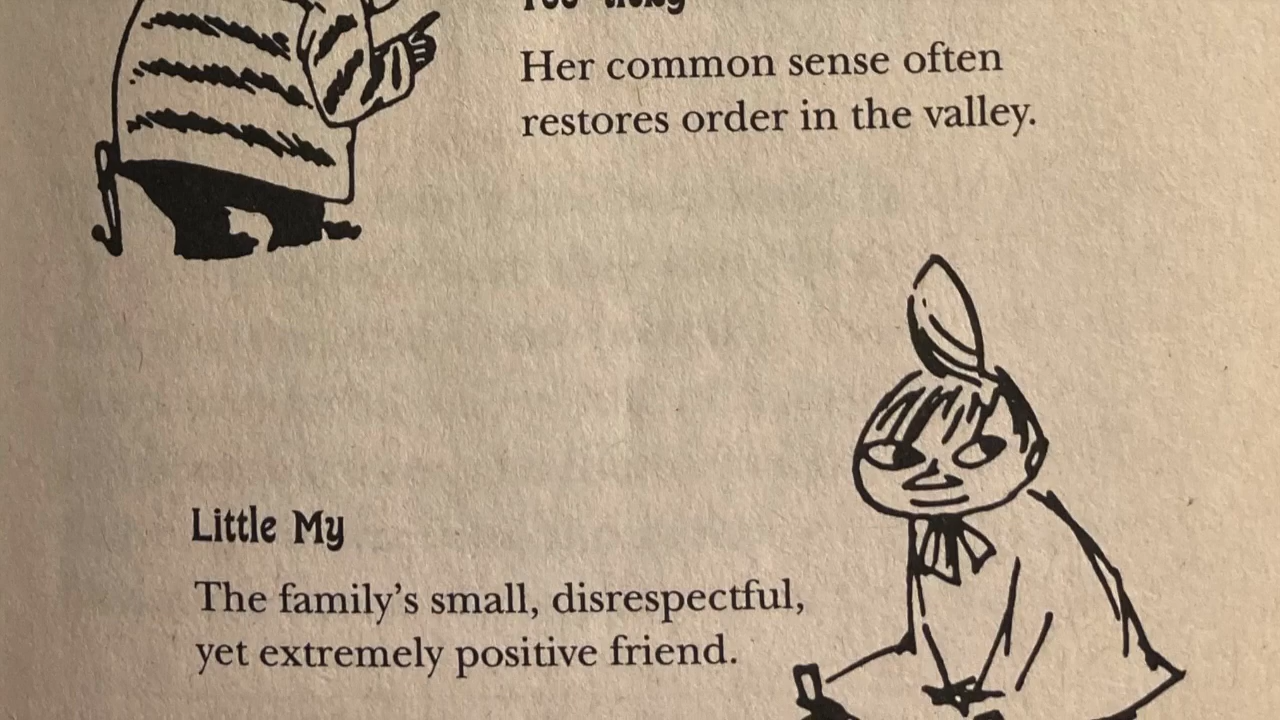 Her common sense often
restores order in the valley.
Little My
The family's small, disrespectful,
yet extremely positive friend.